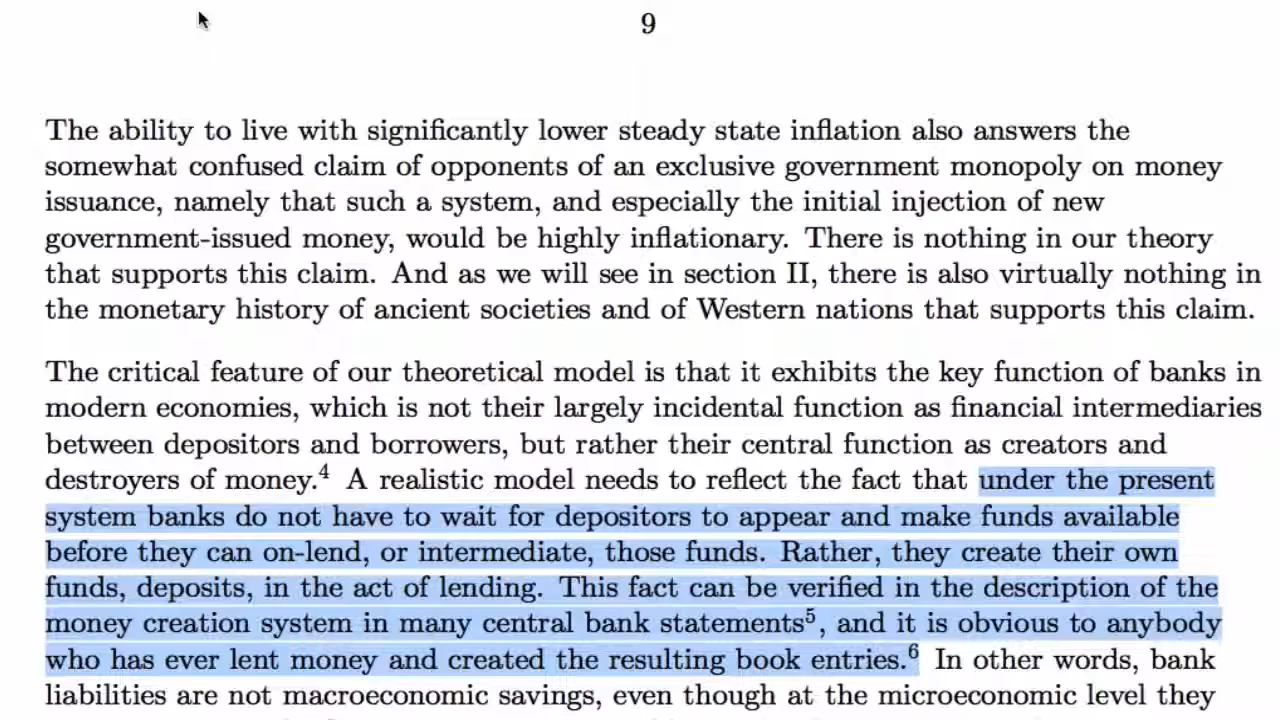 9
The ability to live with significantly lower steady state inflation also answers the
somewhat confused claim of opponents of an exclusive government monopoly on money
issuance, namely that such a system, and especially the initial injection of new
government-issued money, would be highly inflationary. There is nothing in our theory
that supports this claim. And as we will see in section II, there is also virtually nothing in
the monetary history of ancient societies and of Western nations that supports this claim.
The critical feature of our theoretical model is that it exhibits the key function of banks in
modern economies, which is not their largely incidental function as financial intermediaries
between depositors and borrowers, but rather their central function as creators and
destroyers of money.⁴ A realistic model needs to reflect the fact that under the present
system banks do not have to wait for depositors to appear and make funds available
before they can on-lend, or intermediate, those funds. Rather, they create their own
funds, deposits, in the act of lending. This fact can be verified in the description of the
money creation system in many central bank statements⁵, and it is obvious to anybody
who has ever lent money and created the resulting book entries.⁶ In other words, bank
liabilities are not macroeconomic savings, even though at the microeconomic level they